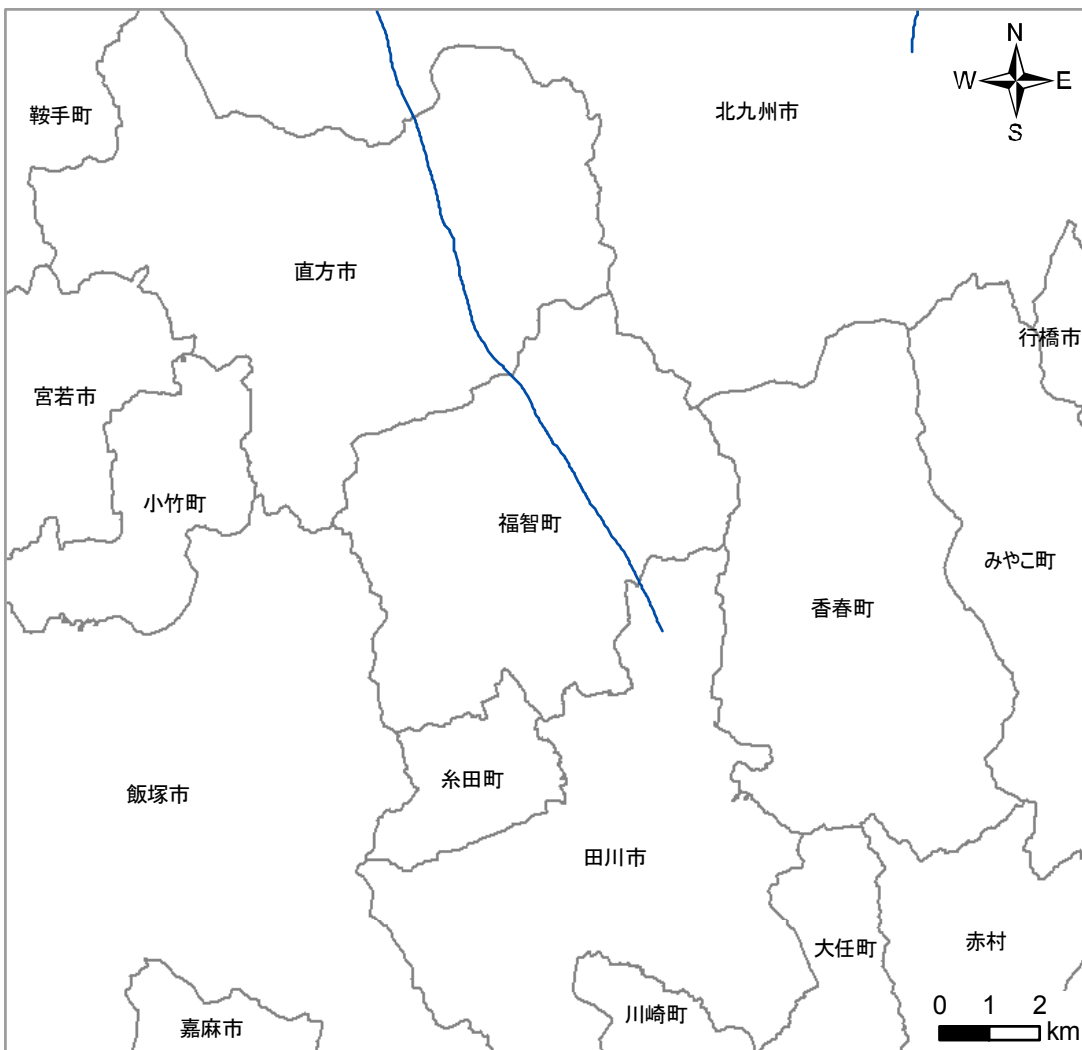 N
W E
S
鞍手町
北九州市
直方市
行橋市
宮若市
小竹町
福智町
みやこ町
香春町
糸田町
飯塚市
田川市
大任町
赤村
川崎町
嘉麻市
0 1 2
km